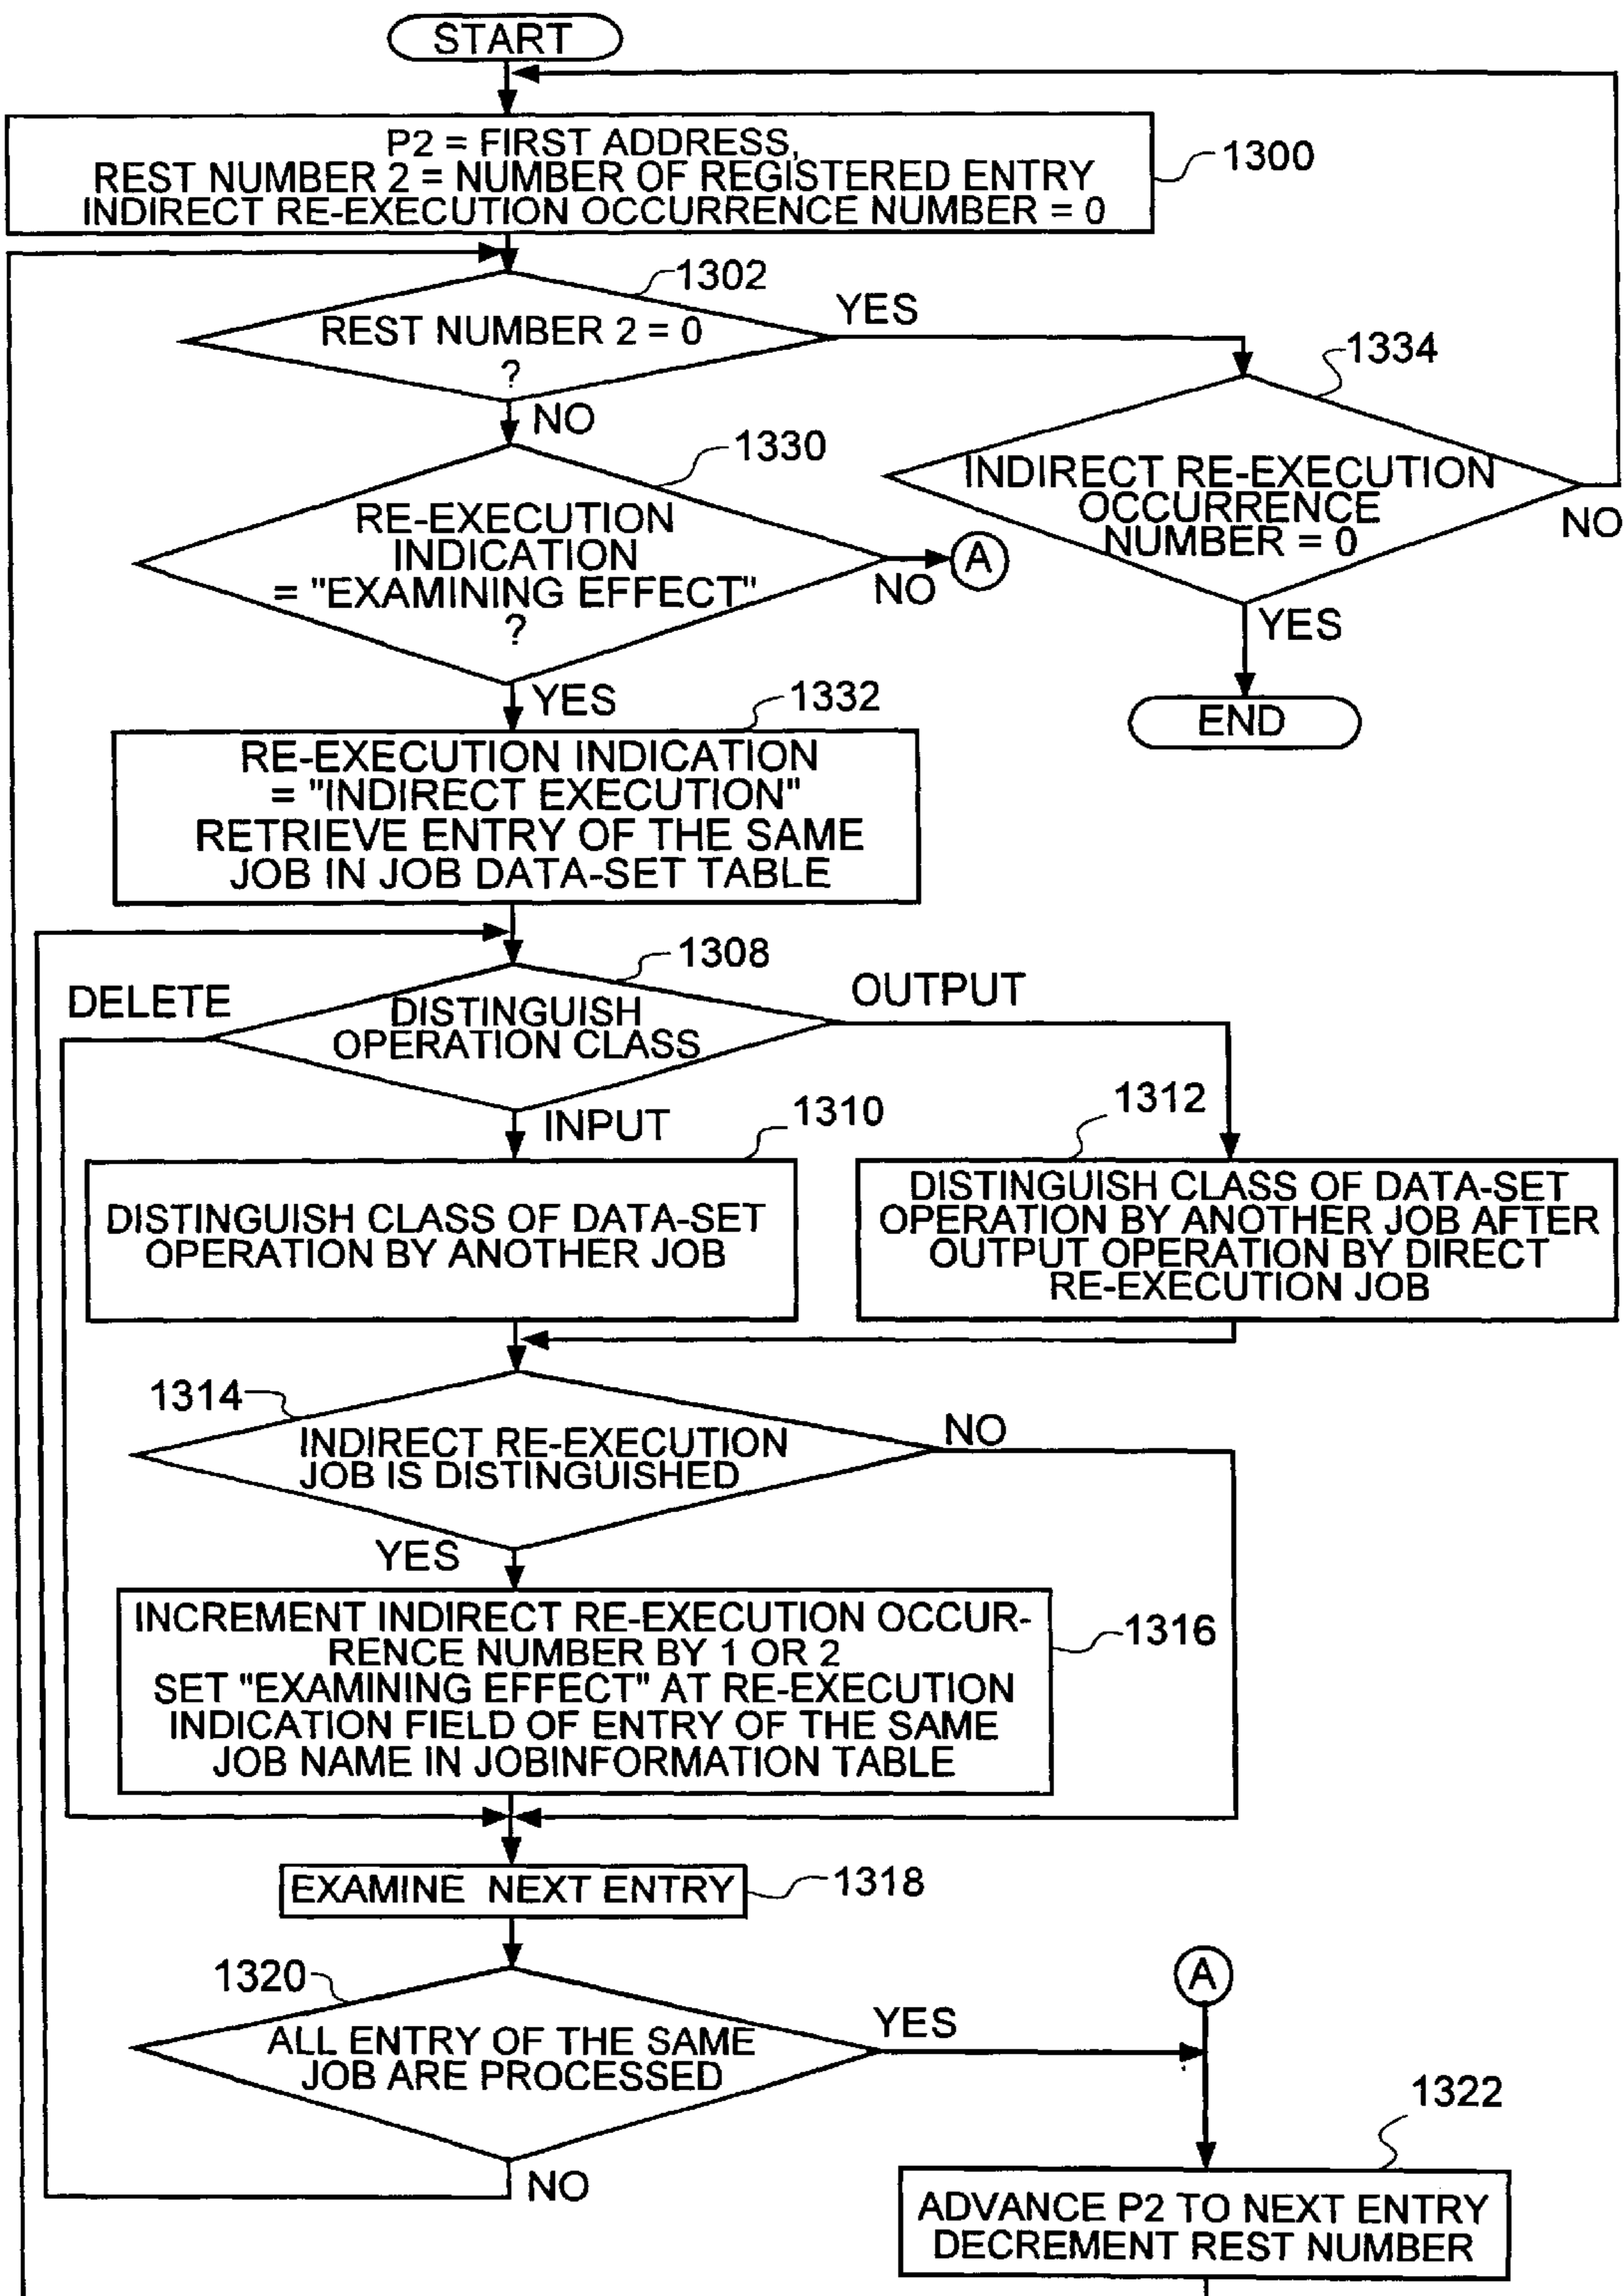 START
P2 = FIRST ADDRESS,
REST NUMBER 2 = NUMBER OF REGISTERED ENTRY
INDIRECT RE-EXECUTION OCCURRENCE NUMBER = 0
1300
1302
REST NUMBER 2 = 0
?
YES
NO
1334
INDIRECT RE-EXECUTION
OCCURRENCE
NUMBER = 0
NO
YES
END
1330
RE-EXECUTION
INDICATION
= "EXAMINING EFFECT"
?
NO
A
YES
1332
RE-EXECUTION INDICATION
= "INDIRECT EXECUTION"
RETRIEVE ENTRY OF THE SAME
JOB IN JOB DATA-SET TABLE
1308
DISTINGUISH
OPERATION CLASS
DELETE
OUTPUT
INPUT
1310
DISTINGUISH CLASS OF DATA-SET
OPERATION BY ANOTHER JOB
1312
DISTINGUISH CLASS OF DATA-SET
OPERATION BY ANOTHER JOB AFTER
OUTPUT OPERATION BY DIRECT
RE-EXECUTION JOB
1314
INDIRECT RE-EXECUTION
JOB IS DISTINGUISHED
NO
YES
INCREMENT INDIRECT RE-EXECUTION OCCUR-
RENCE NUMBER BY 1 OR 2
SET "EXAMINING EFFECT" AT RE-EXECUTION
INDICATION FIELD OF ENTRY OF THE SAME
JOB NAME IN JOBINFORMATION TABLE
1316
EXAMINE NEXT ENTRY
1318
1320
ALL ENTRY OF THE SAME
JOB ARE PROCESSED
YES
NO
A
1322
ADVANCE P2 TO NEXT ENTRY
DECREMENT REST NUMBER